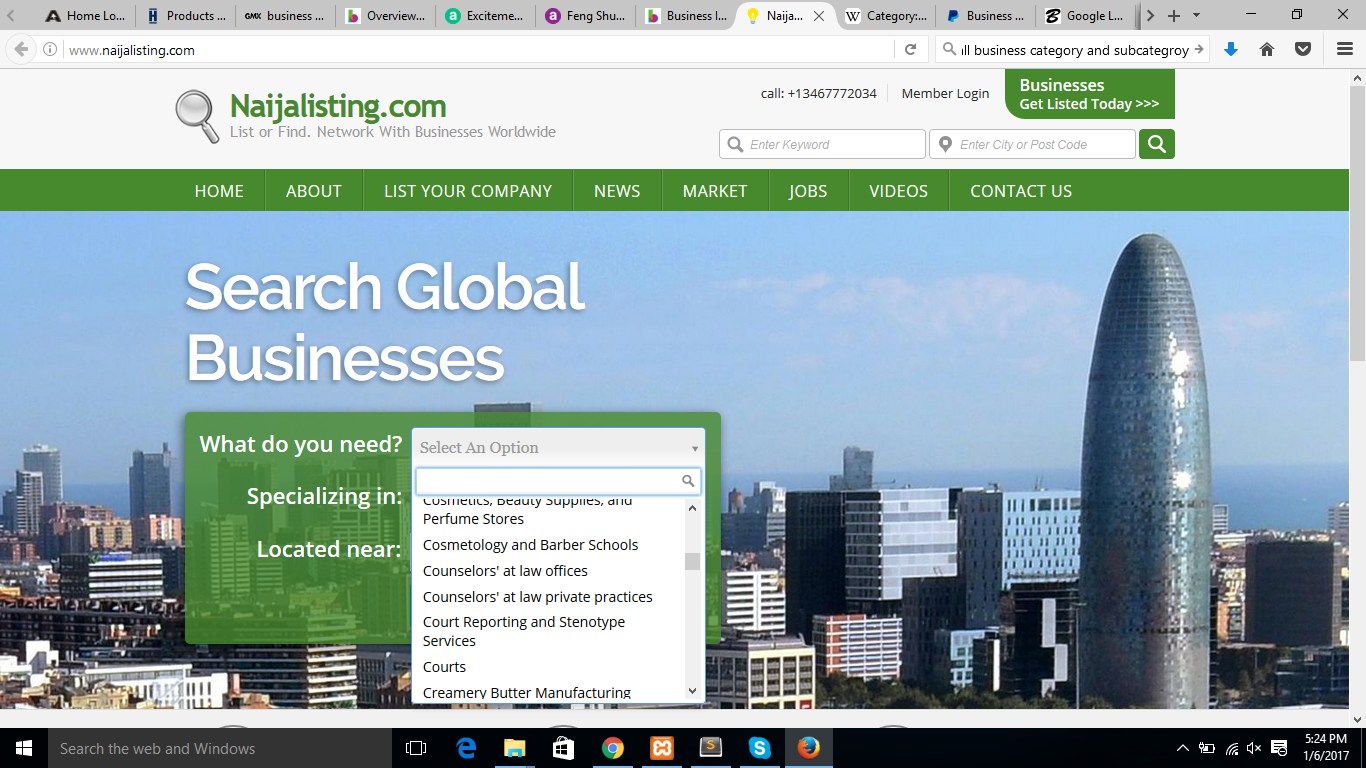 Home Lo...
Products ...
GMX business ...
Overview...
Exciteme...
Feng Shu...
Business l...
Naija...
W Category:...
Business ...
Google L...
www.naijalisting.com
ıll business category and subcategroy
Naijalisting.com
List or Find. Network With Businesses Worldwide
call: +13467772034
Member Login
Businesses
Get Listed Today >>>
Enter Keyword
Enter City or Post Code
HOME
ABOUT
LIST YOUR COMPANY
NEWS
MARKET
JOBS
VIDEOS
CONTACT US
Search Global
Businesses
What do you need?
Select An Option
Specializing in:
Located near:
Cosmetics, Beauty Supplies, and
Perfume Stores
Cosmetology and Barber Schools
Counselors' at law offices
Counselors' at law private practices
Court Reporting and Stenotype
Services
Courts
Creamery Butter Manufacturing
Search the web and Windows
5:24 PM
1/6/2017